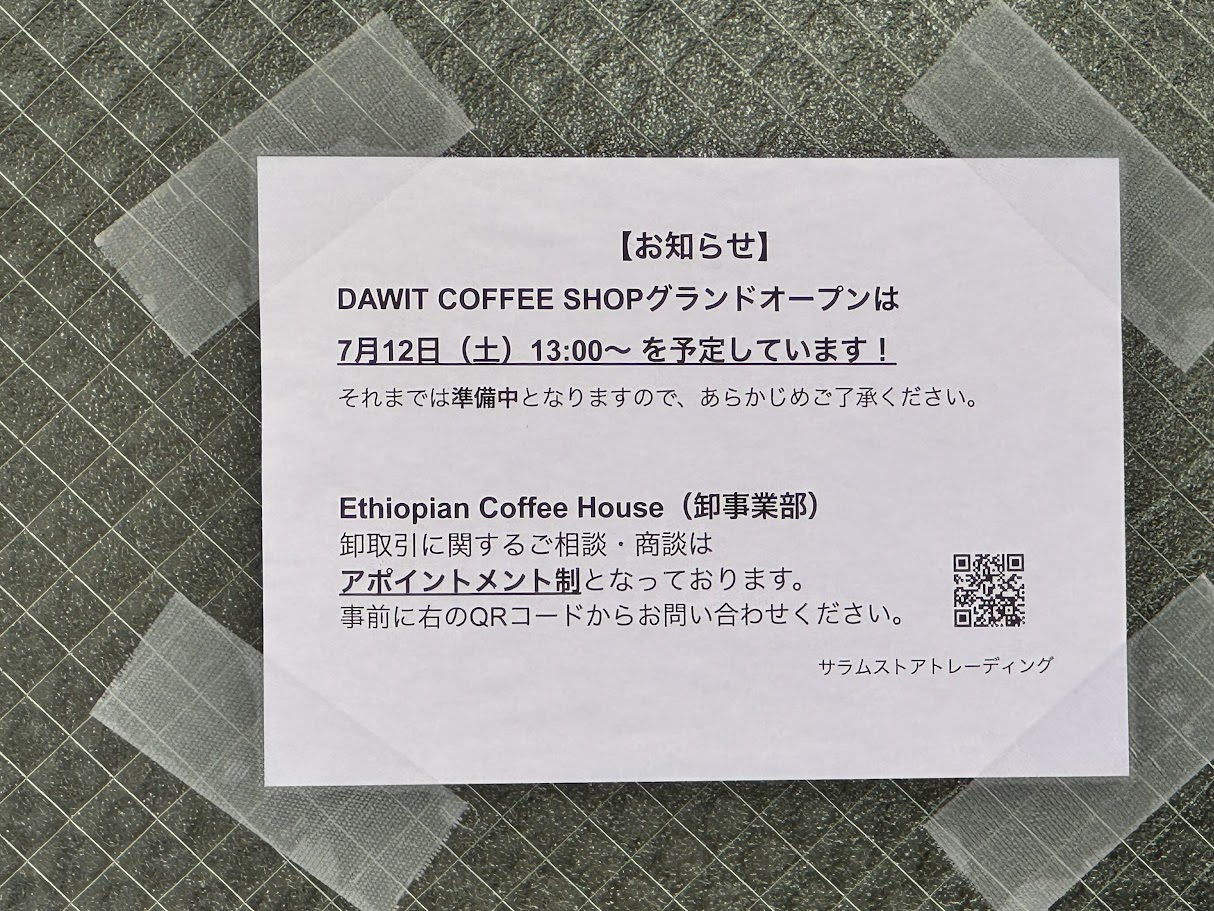 【お知らせ】
DAWIT COFFEE SHOPグランドオープンは
7月12日（土）13:00〜 を予定しています！
それまでは準備中となりますので、あらかじめご了承ください。
Ethiopian Coffee House（卸事業部）
卸取引に関するご相談・商談は
アポイントメント制となっております。
事前に右のQRコードからお問い合わせください。
サラムストアトレーディング